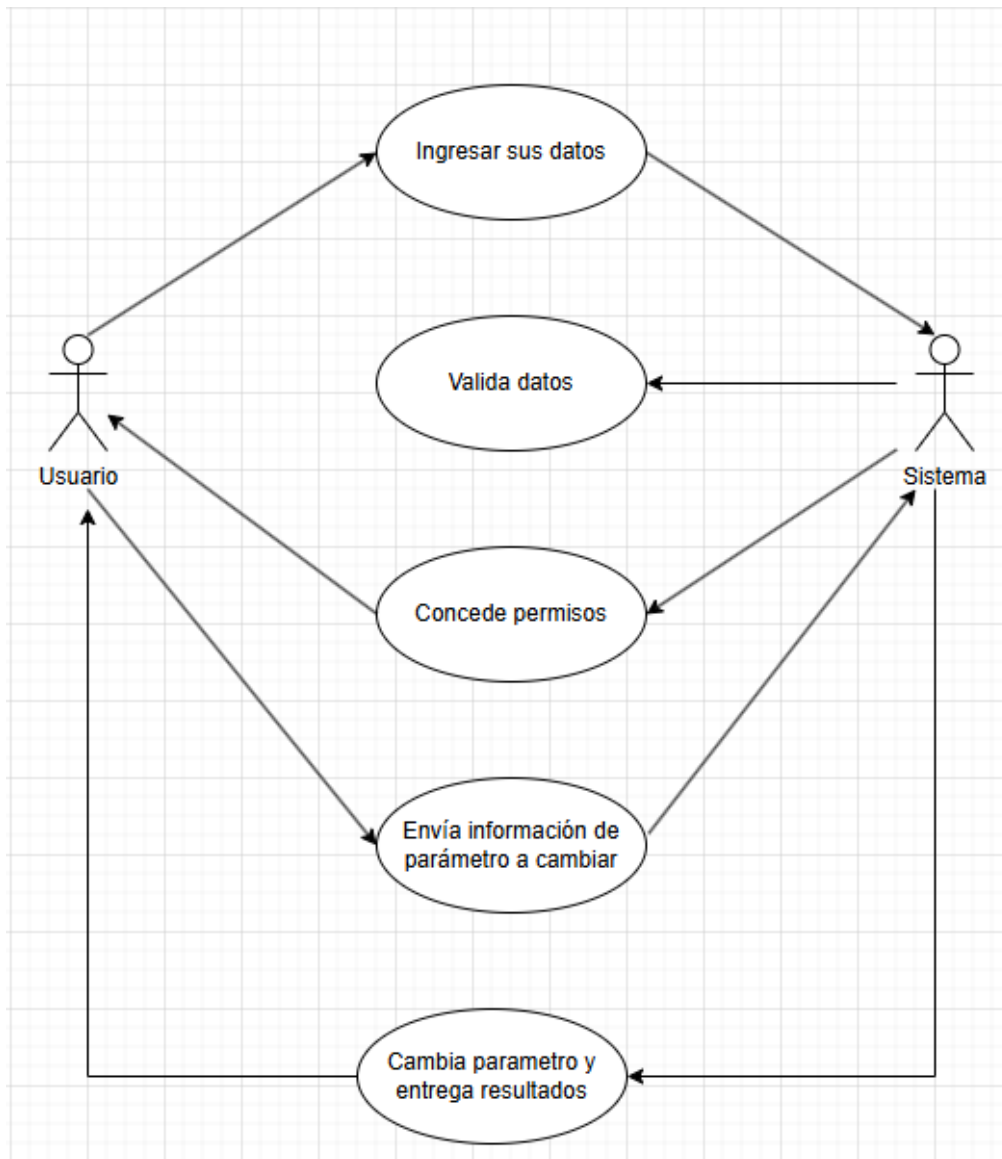 Ingresar sus datos
Valida datos
Usuario
Sistema
Concede permisos
Envía información de
parámetro a cambiar
Cambia parametro y
entrega resultados